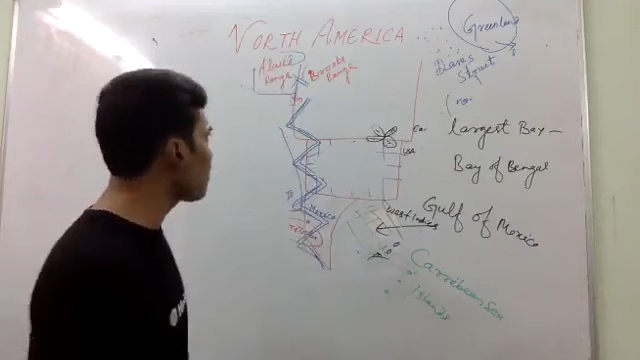 NORTH AMERICA
Greenland
Alaska
Range
Brooks
Range
Davis
Strait
Largest Bay –
Bay of Bengal
USA
Mexico
West Indies
Gulf of Mexico
10°
Carribean Sea
Islands